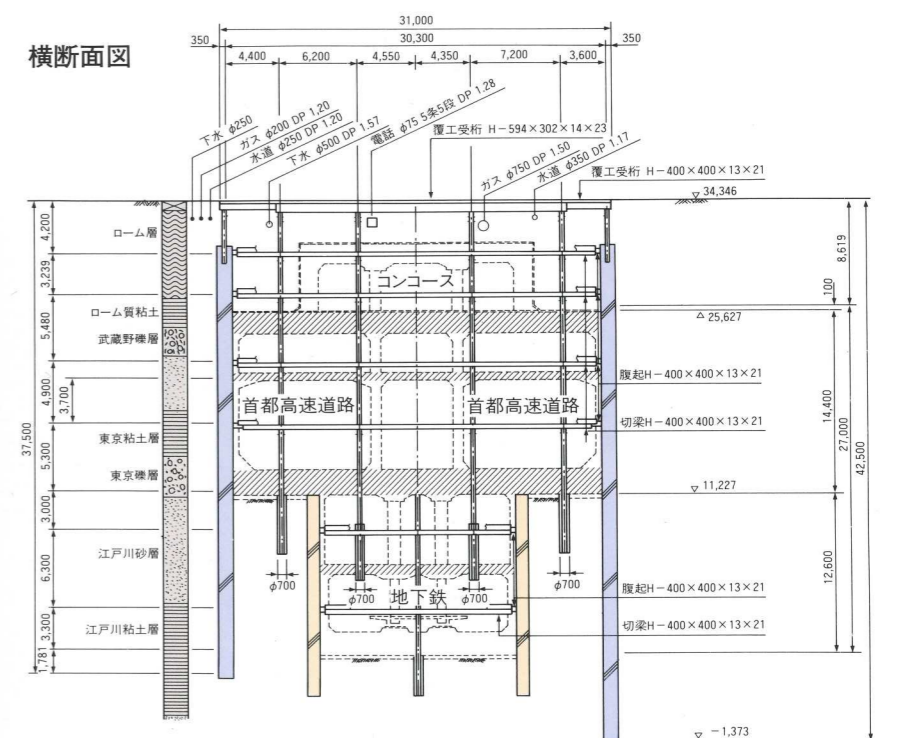 横断面図
31,000
350
30,300
350
4,400
6,200
4,550
4,350
7,200
3,600
下水 φ250
ガス φ200 DP 1,20
水道 φ250 DP 1.20
下水 φ500 DP 1.57
電話 φ75 5条5段 DP 1.28
覆工受桁 H-594×302×14×23
ガス φ750 DP 1.50
水道 φ350 DP 1.17
覆工受桁 H-400×400×13×21
▽ 34,346
4,200
3,239
5,480
4,900
3,700
5,300
3,000
6,300
3,300
1,781
37,500
ローム層
ローム質粘土
武蔵野礫層
東京粘土層
東京礫層
江戸川砂層
江戸川粘土層
コンコース
首都高速道路
首都高速道路
地下鉄
φ700
φ700
φ700
φ700
8,619
100
△ 25,627
腹起H-400×400×13×21
切梁H-400×400×13×21
14,400
27,000
42,500
▽ 11,227
12,600
腹起H-400×400×13×21
切梁H-400×400×13×21
▽ -1,373